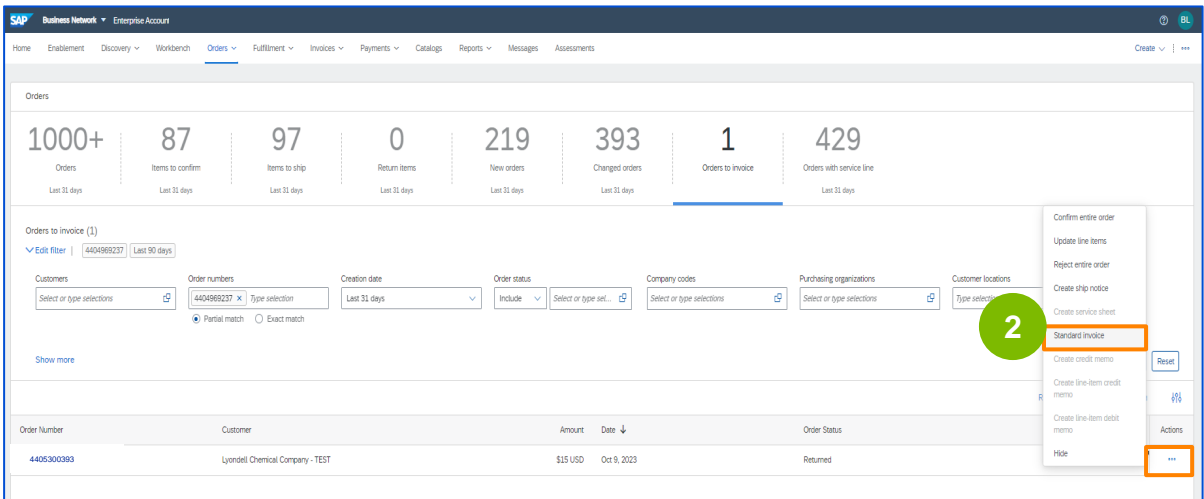 SAP Business Network Enterprise Account BL
Home Enablement Discovery Workbench Orders Fulfillment Invoices Payments Catalogs Reports Messages Assessments Create
Orders
1000+ 87 97 0 219 393 1 429
Orders Items to confirm Items to ship Return items New orders Changed orders Orders to invoice Orders with service line
Last 31 days Last 31 days Last 31 days Last 31 days Last 31 days Last 31 days Last 31 days
Orders to invoice (1)
Edit filter | 4404969237 Last 90 days
Customers Order numbers Creation date Order status Company codes Purchasing organizations Customer locations
Select or type selections 4404969237 × Type selection Last 31 days Include Select or type sel... Select or type selections Select or type selections Type selection
Partial match Exact match
Show more
Confirm entire order
Update line items
Reject entire order
Create ship notice
Create service sheet
2 Standard invoice
Create credit memo
Create line-item credit
memo
Create line-item debit
memo
Hide
Reset
Order Number Customer Amount Date ↓ Order Status Actions
4405300393 Lyondell Chemical Company - TEST $15 USD Oct 9, 2023 Returned